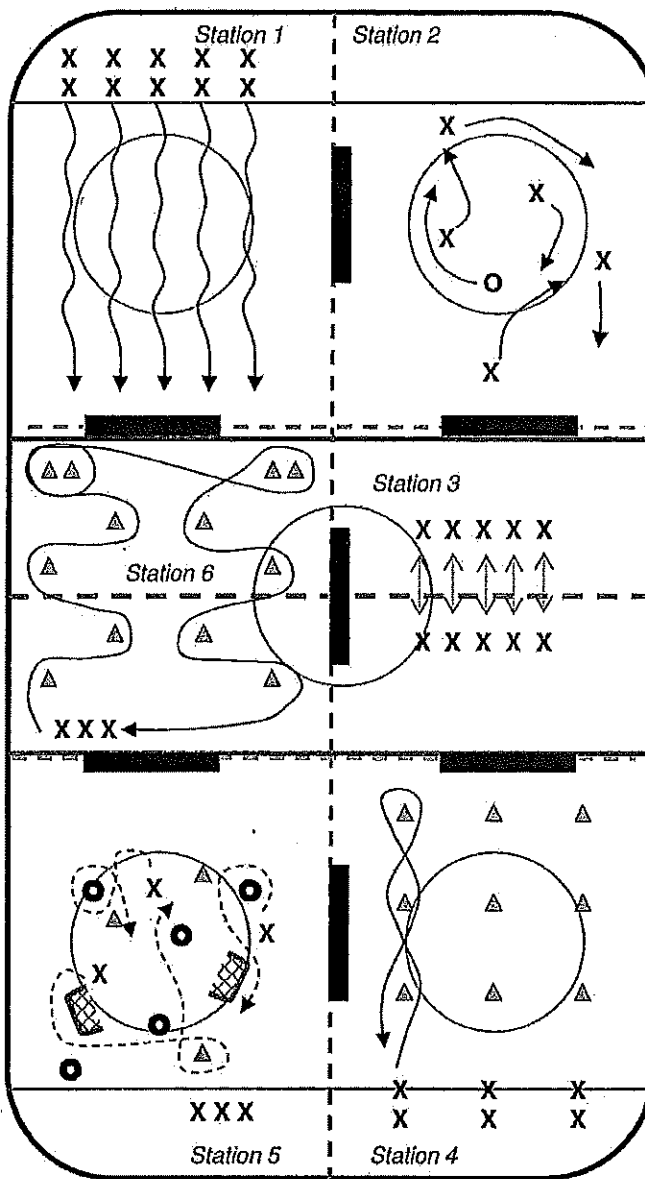 Station 1
Station 2
X X X X X
X X X X X
X
X
X
X
O
X
Station 3
X X X X X
Station 6
X X X X X
X X X
O X O
X
O
X
O
O
X X X
X X X
X X X
Station 5
Station 4